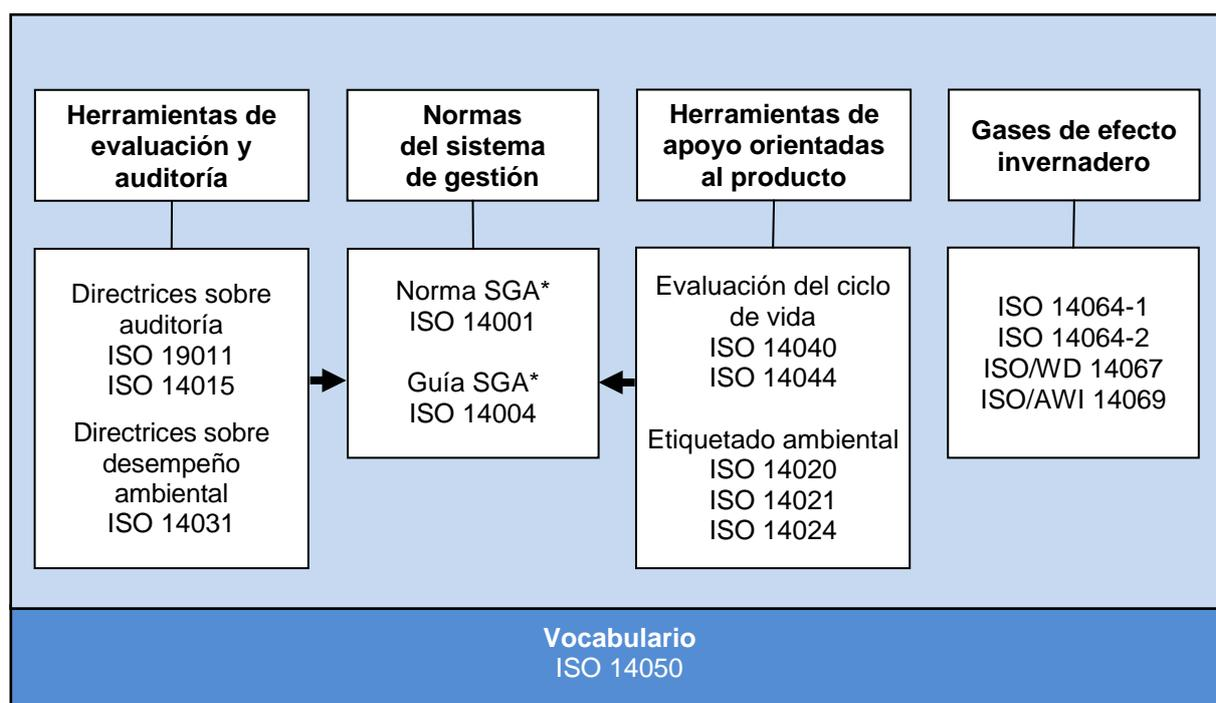 Herramientas de
evaluación y
auditoría
Directrices sobre
auditoría
ISO 19011
ISO 14015
Directrices sobre
desempeño
ambiental
ISO 14031
Normas
del sistema
de gestión
Norma SGA*
ISO 14001
Guía SGA*
ISO 14004
Herramientas de
apoyo orientadas
al producto
Evaluación del ciclo
de vida
ISO 14040
ISO 14044
Etiquetado ambiental
ISO 14020
ISO 14021
ISO 14024
Gases de efecto
invernadero
ISO 14064-1
ISO 14064-2
ISO/WD 14067
ISO/AWI 14069
Vocabulario
ISO 14050